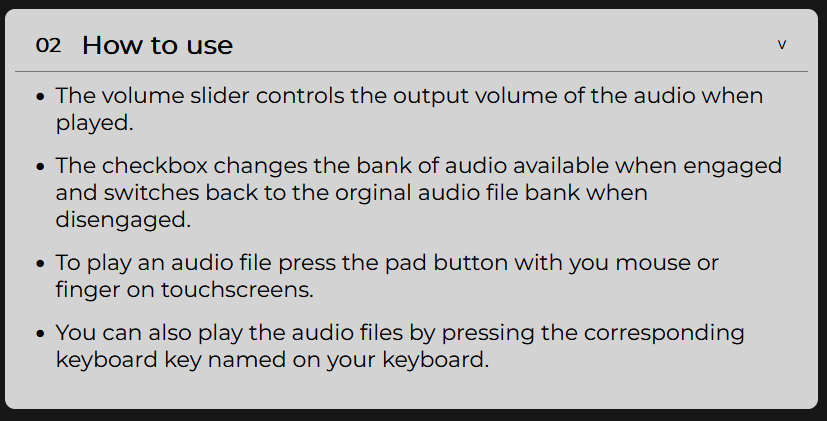 02 How to use v
• The volume slider controls the output volume of the audio when
played.
• The checkbox changes the bank of audio available when engaged
and switches back to the orginal audio file bank when
disengaged.
• To play an audio file press the pad button with you mouse or
finger on touchscreens.
• You can also play the audio files by pressing the corresponding
keyboard key named on your keyboard.